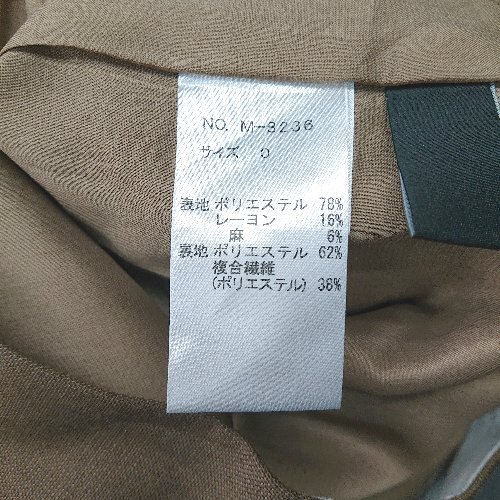 NO. M-9236
サイズ 0
表地 ポリエステル 78%
レーヨン 16%
麻 6%
裏地 ポリエステル 62%
複合繊維
(ポリエステル) 38%